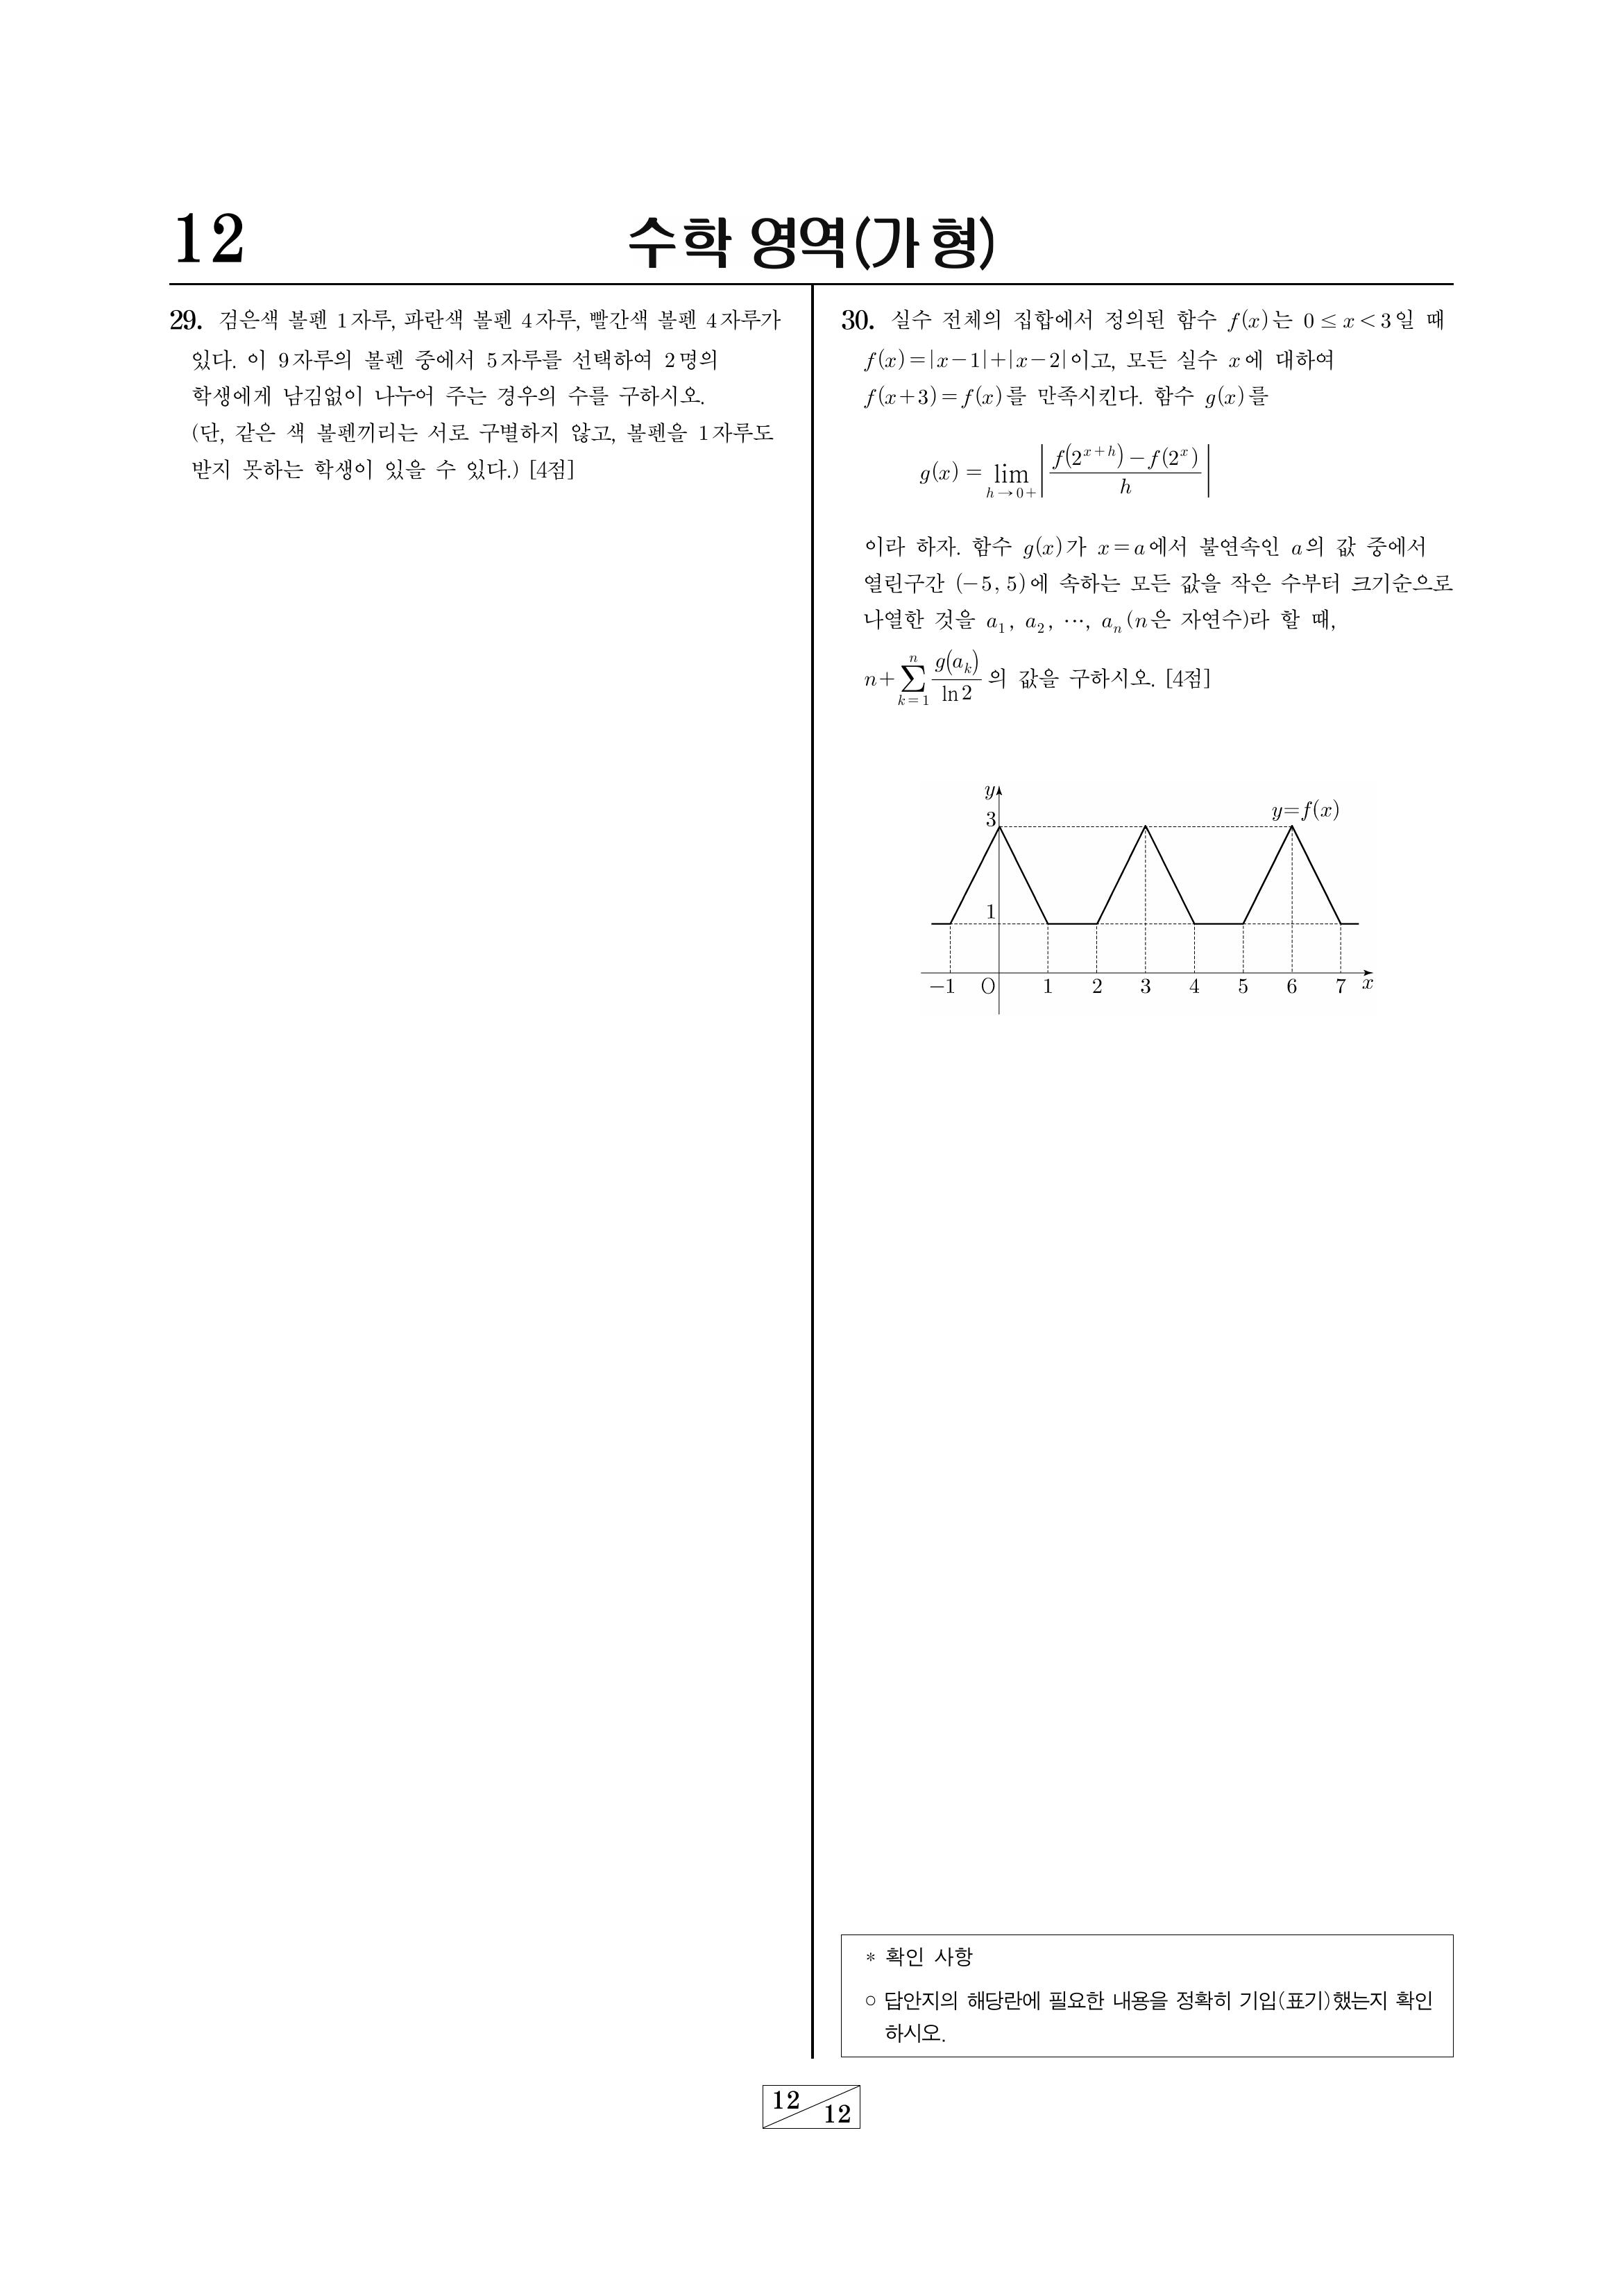 12
수학 영역(가 형)
29. 검은색 볼펜 1자루, 파란색 볼펜 4자루, 빨간색 볼펜 4자루가
있다. 이 9자루의 볼펜 중에서 5자루를 선택하여 2명의
학생에게 남김없이 나누어 주는 경우의 수를 구하시오.
(단, 같은 색 볼펜끼리는 서로 구별하지 않고, 볼펜을 1자루도
받지 못하는 학생이 있을 수 있다.) [4점]
30. 실수 전체의 집합에서 정의된 함수 f(x)는 0 ≤ x < 3일 때
f(x)=|x−1|+|x−2|이고, 모든 실수 x에 대하여
f(x+3)=f(x)를 만족시킨다. 함수 g(x)를
g(x) = lim_{h→0+} |(f(2^{x+h}) − f(2^x))/h|
이라 하자. 함수 g(x)가 x=a에서 불연속인 a의 값 중에서
열린구간 (−5, 5)에 속하는 모든 값을 작은 수부터 크기순으로
나열한 것을 a_1, a_2, ⋯, a_n (n은 자연수)라 할 때,
n+∑_{k=1}^{n} g(a_k)/ln2 의 값을 구하시오. [4점]
y
3
y=f(x)
1
−1 O 1 2 3 4 5 6 7 x
* 확인 사항
○ 답안지의 해당란에 필요한 내용을 정확히 기입(표기)했는지 확인
하시오.
12
12